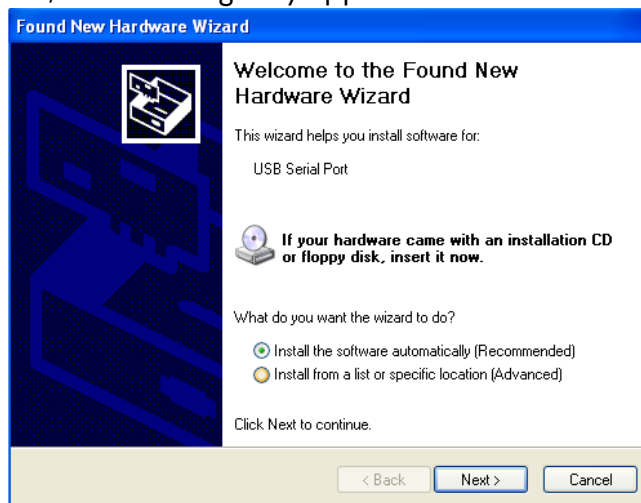 Found New Hardware Wizard
Welcome to the Found New
Hardware Wizard
This wizard helps you install software for:
USB Serial Port
If your hardware came with an installation CD
or floppy disk, insert it now.
What do you want the wizard to do?
Install the software automatically (Recommended)
Install from a list or specific location (Advanced)
Click Next to continue.
< Back Next > Cancel